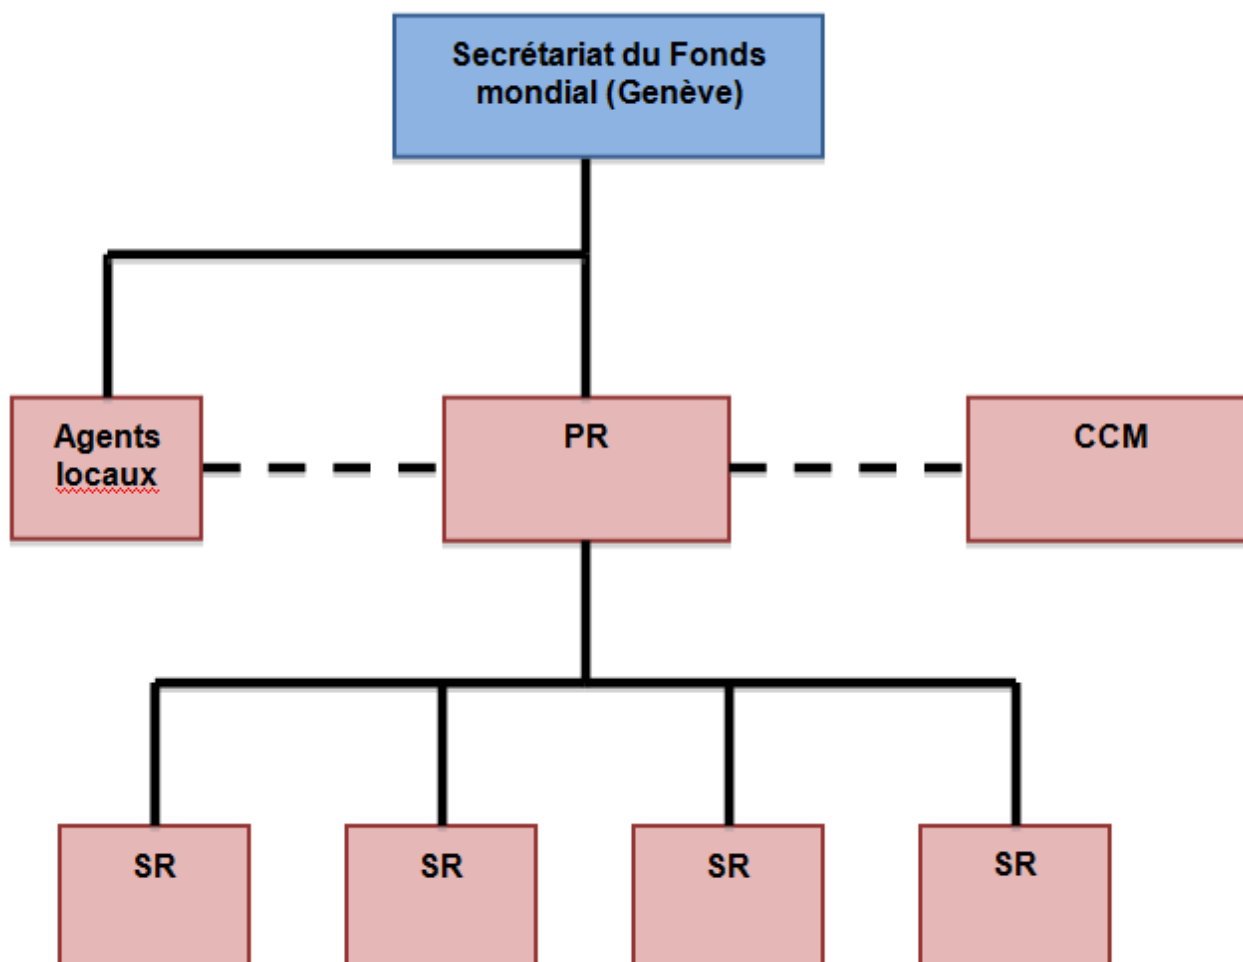 Secrétariat du Fonds
mondial (Genève)
Agents
locaux
PR
CCM
SR
SR
SR
SR